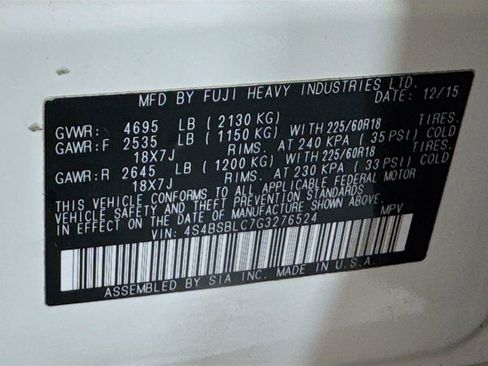 MFD BY FUJI HEAVY INDUSTRIES LTD.
DATE: 12/15
GVWR: 4695 LB ( 2130 KG) TIRES.
GAWR:F 2535 LB ( 1150 KG) WITH 225/60R18
18X7J RIMS. AT 240 KPA ( 35 PSI) COLD
TIRES.
GAWR:R 2645 LB ( 1200 KG) WITH 225/60R18
18X7J RIMS. AT 230 KPA ( 33 PSI) COLD
THIS VEHICLE CONFORMS TO ALL APPLICABLE FEDERAL MOTOR
VEHICLE SAFETY AND THEFT PREVENTION STANDARDS
IN EFFECT ON THE DATE OF MANUFACTURE SHOWN ABOVE.
VIN: 4S4BSBLC7G3276524 MPV
ASSEMBLED BY SIA INC. MADE IN U.S.A.